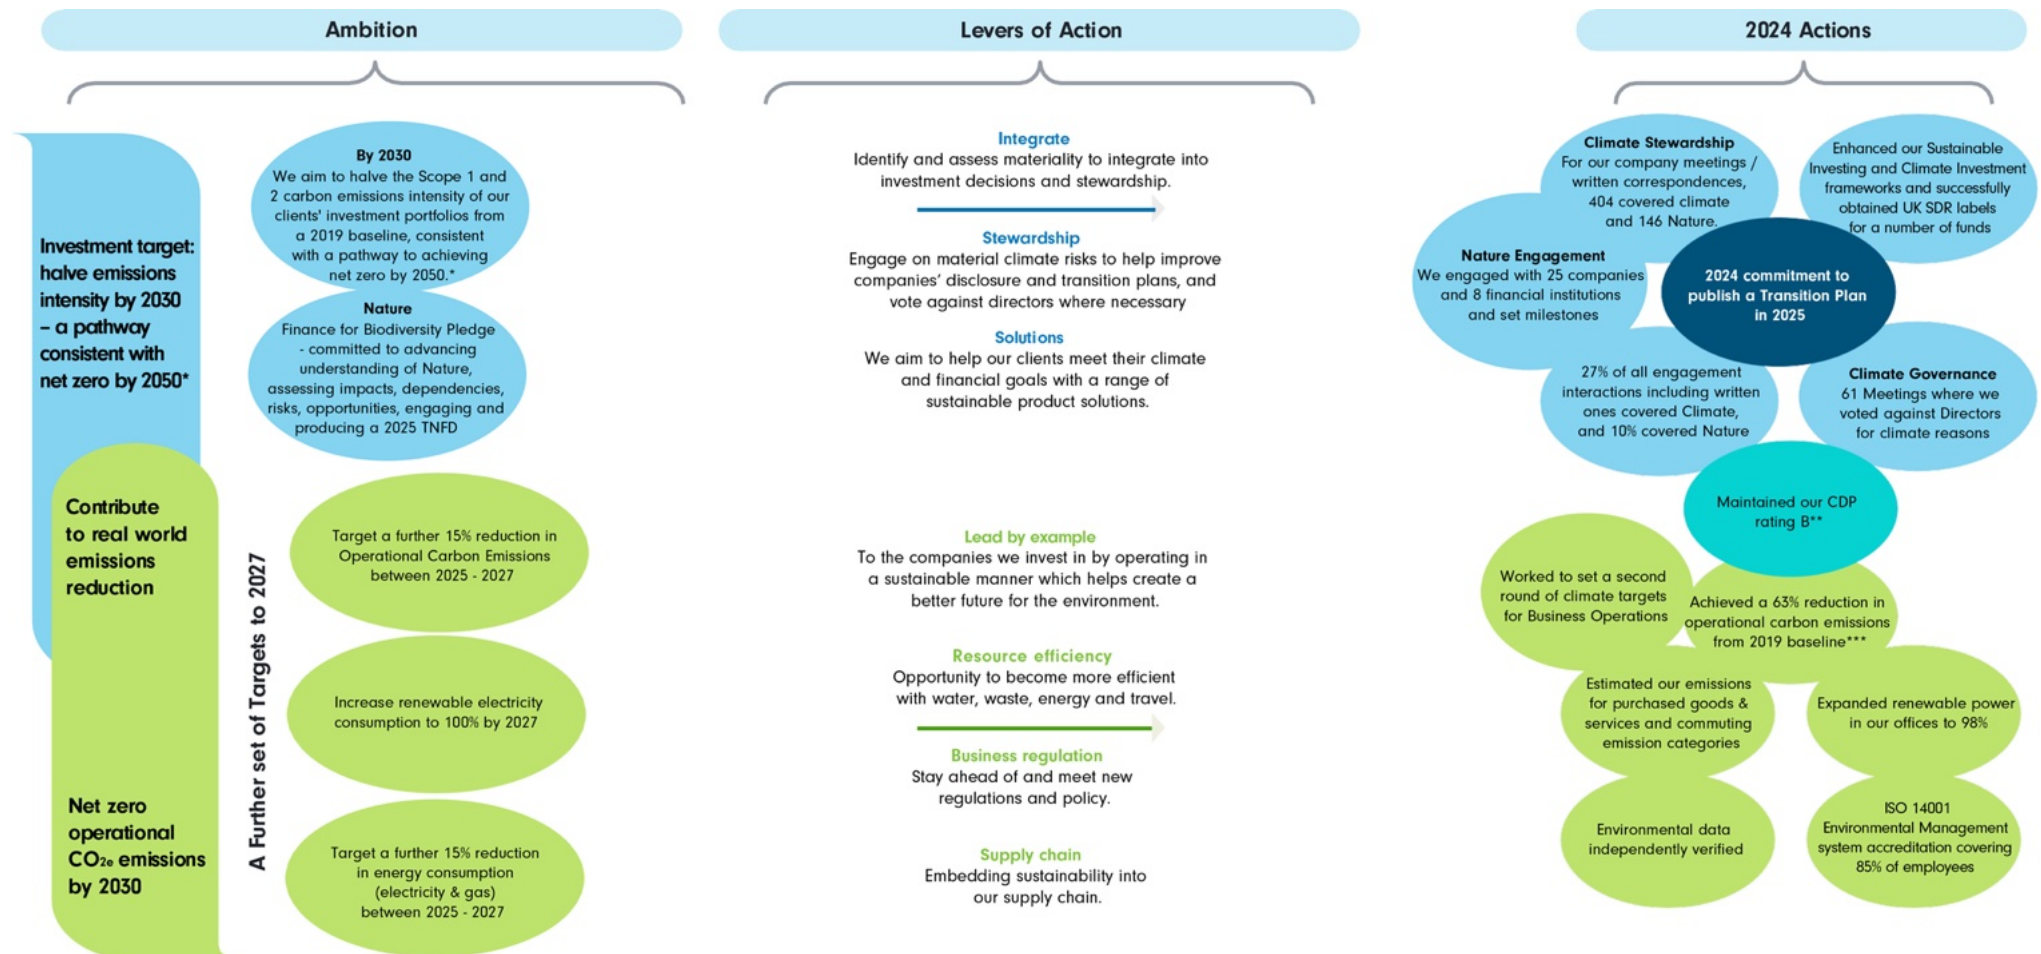 Ambition
Investment target:
halve emissions
intensity by 2030
– a pathway
consistent with
net zero by 2050*
Contribute
to real world
emissions
reduction
Net zero
operational
CO2e emissions
by 2030
By 2030
We aim to halve the Scope 1 and
2 carbon emissions intensity of our
clients' investment portfolios from
a 2019 baseline, consistent
with a pathway to achieving
net zero by 2050.*
Nature
Finance for Biodiversity Pledge
- committed to advancing
understanding of Nature,
assessing impacts, dependencies,
risks, opportunities, engaging and
producing a 2025 TNFD
A Further set of Targets to 2027
Target a further 15% reduction in
Operational Carbon Emissions
between 2025 - 2027
Increase renewable electricity
consumption to 100% by 2027
Target a further 15% reduction
in energy consumption
(electricity & gas)
between 2025 - 2027
Levers of Action
Integrate
Identify and assess materiality to integrate into
investment decisions and stewardship.
Stewardship
Engage on material climate risks to help improve
companies’ disclosure and transition plans, and
vote against directors where necessary
Solutions
We aim to help our clients meet their climate
and financial goals with a range of
sustainable product solutions.
Lead by example
To the companies we invest in by operating in
a sustainable manner which helps create a
better future for the environment.
Resource efficiency
Opportunity to become more efficient
with water, waste, energy and travel.
Business regulation
Stay ahead of and meet new
regulations and policy.
Supply chain
Embedding sustainability into
our supply chain.
2024 Actions
Climate Stewardship
For our company meetings /
written correspondences,
404 covered climate
and 146 Nature.
Enhanced our Sustainable
Investing and Climate Investment
frameworks and successfully
obtained UK SDR labels
for a number of funds
Nature Engagement
We engaged with 25 companies
and 8 financial institutions
and set milestones
2024 commitment to
publish a Transition Plan
in 2025
27% of all engagement
interactions including written
ones covered Climate,
and 10% covered Nature
Climate Governance
61 Meetings where we
voted against Directors
for climate reasons
Maintained our CDP
rating B**
Worked to set a second
round of climate targets
for Business Operations
Achieved a 63% reduction in
operational carbon emissions
from 2019 baseline***
Estimated our emissions
for purchased goods &
services and commuting
emission categories
Expanded renewable power
in our offices to 98%
Environmental data
independently verified
ISO 14001
Environmental Management
system accreditation covering
85% of employees